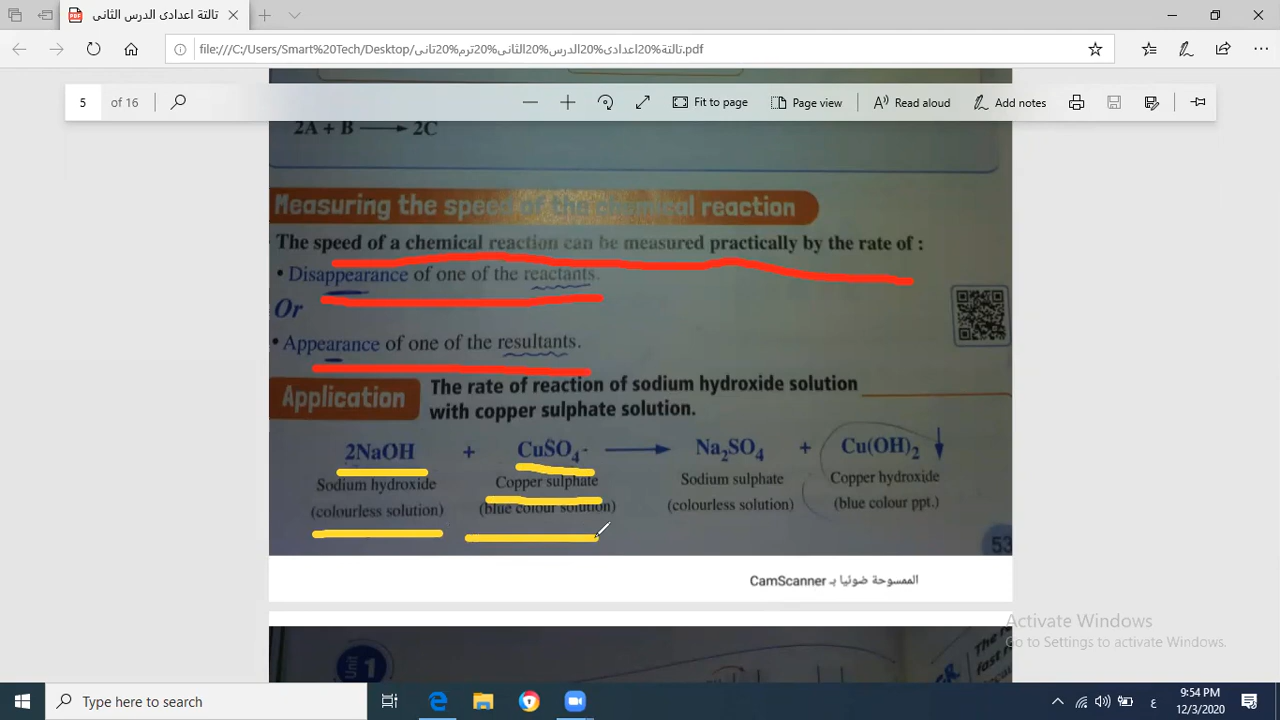 تالتة اعدادى الدرس الثانى
file:///C:/Users/Smart%20Tech/Desktop/تالتة%20اعدادى%20الدرس%20الثانى%20ترم%20تانى.pdf
5 of 16
Fit to page
Page view
Read aloud
Add notes
2A + B → 2C
Measuring the speed of the chemical reaction
The speed of a chemical reaction can be measured practically by the rate of :
• Disappearance of one of the reactants.
Or
• Appearance of one of the resultants.
Application The rate of reaction of sodium hydroxide solution
with copper sulphate solution.
2NaOH + CuSO₄ → Na₂SO₄ + Cu(OH)₂ ↓
Sodium hydroxide Copper sulphate Sodium sulphate Copper hydroxide
(colourless solution) (blue colour solution) (colourless solution) (blue colour ppt.)
53
الممسوحة ضوئيا بـ CamScanner
Unit 1
Activate Windows
Go to Settings to activate Windows.
Type here to search
ع
9:54 PM
12/3/2020